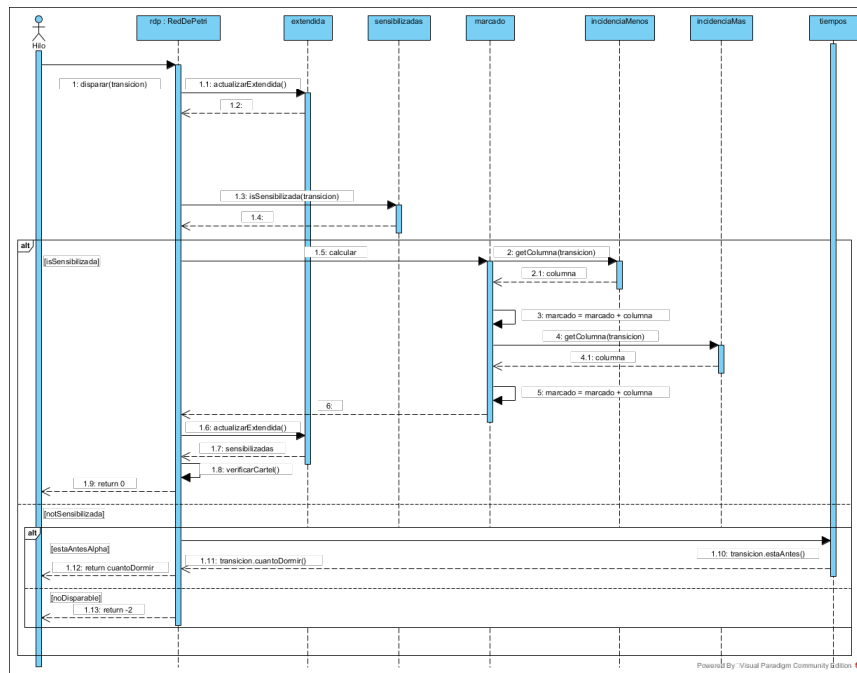 rdp : RedDePetri
extendida
sensibilizadas
marcado
incidenciaMenos
incidenciaMas
tiempos
Hilo
1: disparar(transicion)
1.1: actualizarExtendida()
1.2:
1.3: isSensibilizada(transicion)
1.4:
alt
[isSensibilizada]
1.5: calcular
2: getColumna(transicion)
2.1: columna
3: marcado = marcado + columna
4: getColumna(transicion)
4.1: columna
5: marcado = marcado + columna
6:
1.6: actualizarExtendida()
1.7: sensibilizadas
1.8: verificarCartel()
1.9: return 0
[notSensibilizada]
alt
[estaAntesAlpha]
1.10: transicion.estaAntes()
1.11: transicion.cuantoDormir()
1.12: return cuantoDormir
[noDisparable]
1.13: return -2
Powered By Visual Paradigm Community Edition